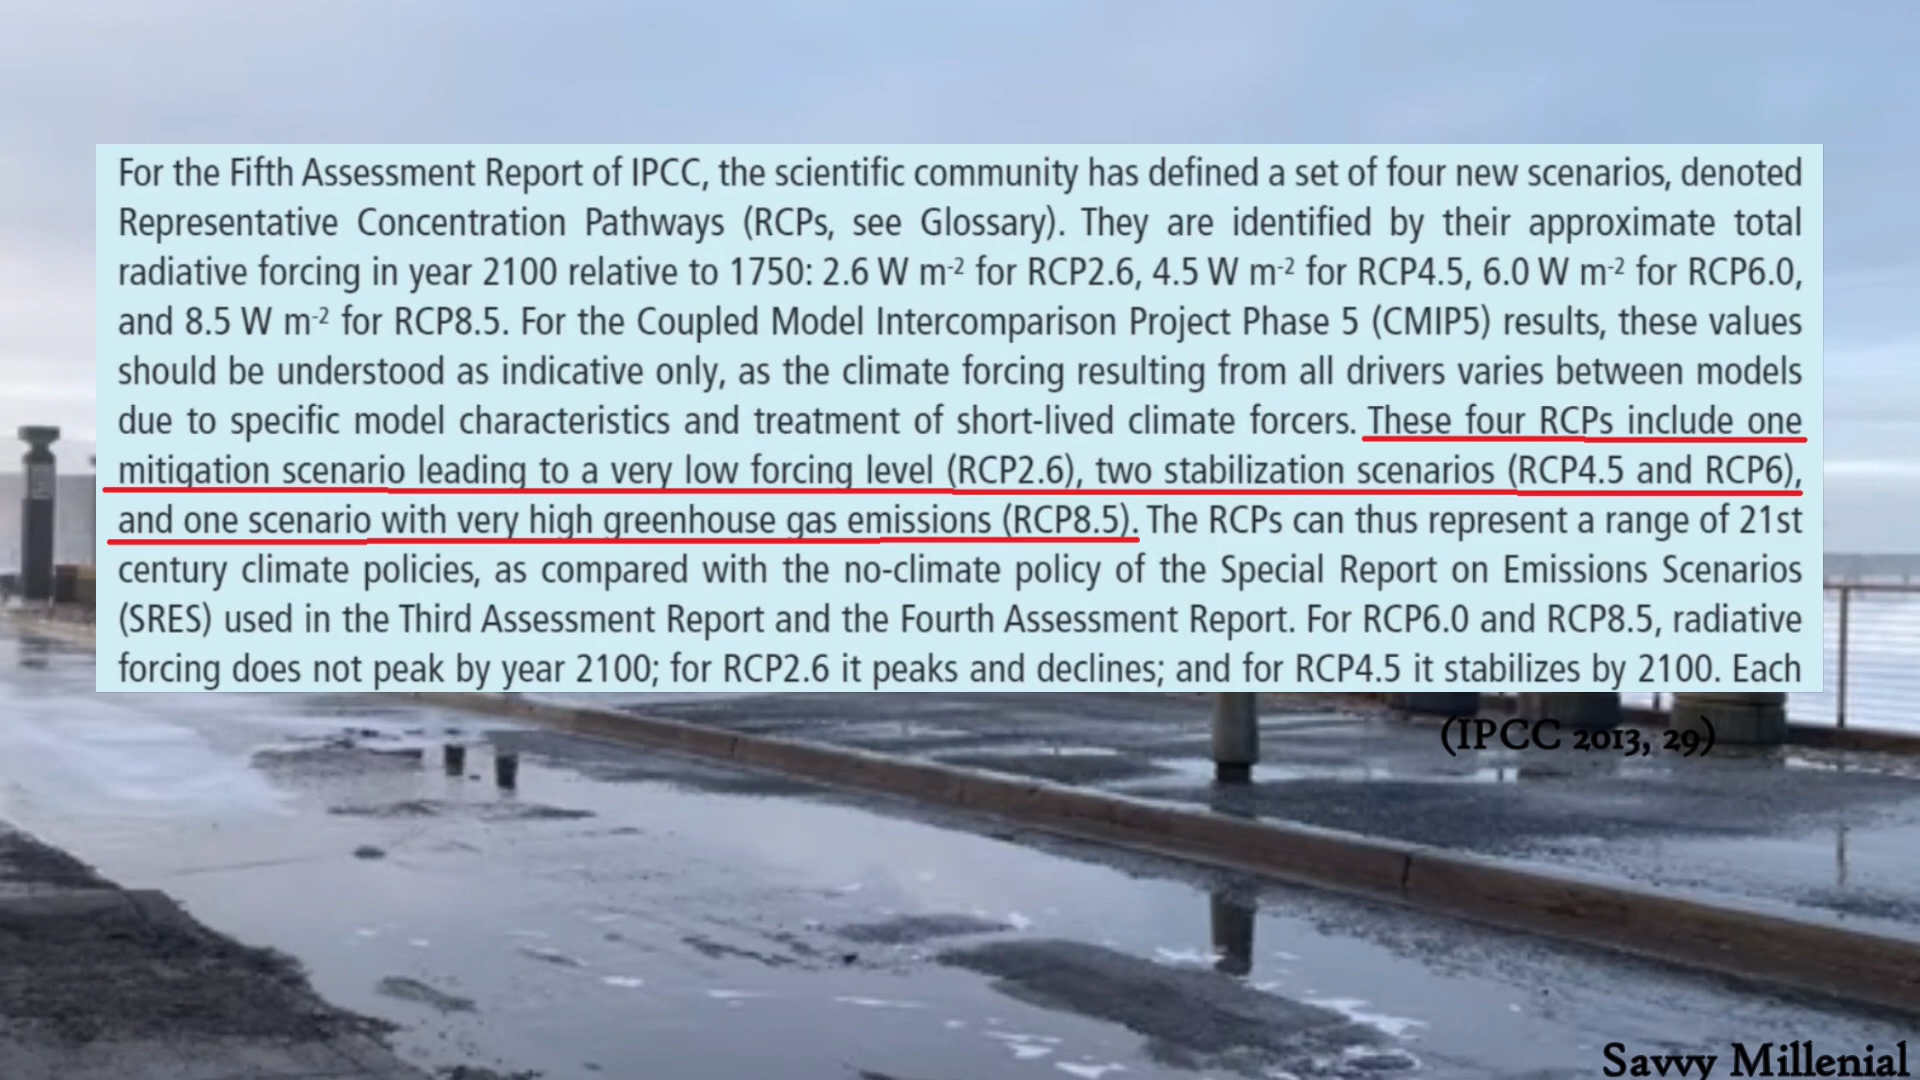 For the Fifth Assessment Report of IPCC, the scientific community has defined a set of four new scenarios, denoted
Representative Concentration Pathways (RCPs, see Glossary). They are identified by their approximate total
radiative forcing in year 2100 relative to 1750: 2.6 W m-2 for RCP2.6, 4.5 W m-2 for RCP4.5, 6.0 W m-2 for RCP6.0,
and 8.5 W m-2 for RCP8.5. For the Coupled Model Intercomparison Project Phase 5 (CMIP5) results, these values
should be understood as indicative only, as the climate forcing resulting from all drivers varies between models
due to specific model characteristics and treatment of short-lived climate forcers. These four RCPs include one
mitigation scenario leading to a very low forcing level (RCP2.6), two stabilization scenarios (RCP4.5 and RCP6),
and one scenario with very high greenhouse gas emissions (RCP8.5). The RCPs can thus represent a range of 21st
century climate policies, as compared with the no-climate policy of the Special Report on Emissions Scenarios
(SRES) used in the Third Assessment Report and the Fourth Assessment Report. For RCP6.0 and RCP8.5, radiative
forcing does not peak by year 2100; for RCP2.6 it peaks and declines; and for RCP4.5 it stabilizes by 2100. Each
(IPCC 2013, 29)
Savvy Millenial